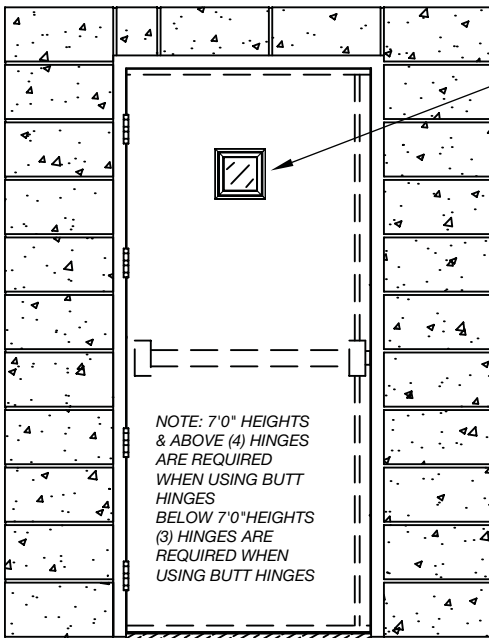 NOTE: 7'0" HEIGHTS
& ABOVE (4) HINGES
ARE REQUIRED
WHEN USING BUTT
HINGES
BELOW 7'0"HEIGHTS
(3) HINGES ARE
REQUIRED WHEN
USING BUTT HINGES